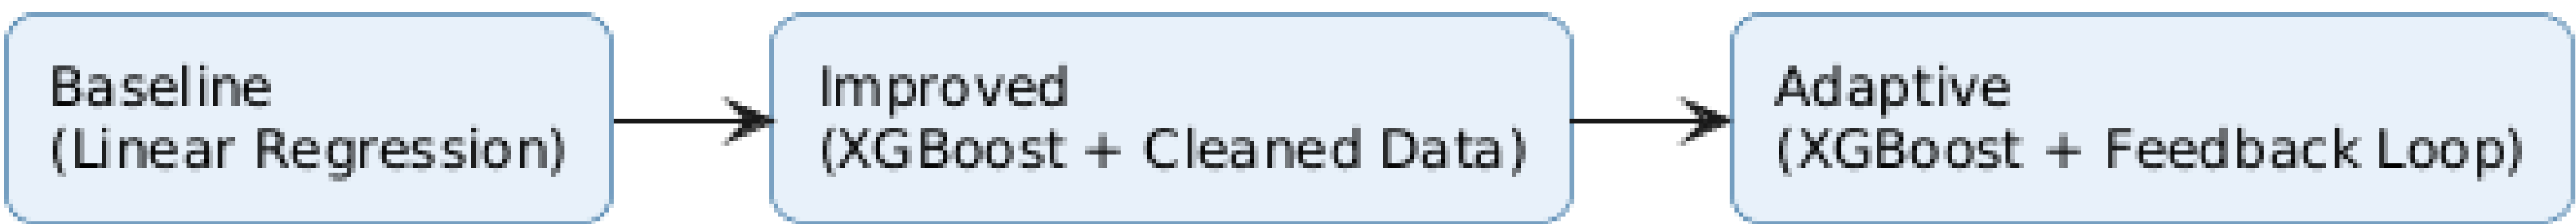 Baseline
(Linear Regression)
Improved
(XGBoost + Cleaned Data)
Adaptive
(XGBoost + Feedback Loop)